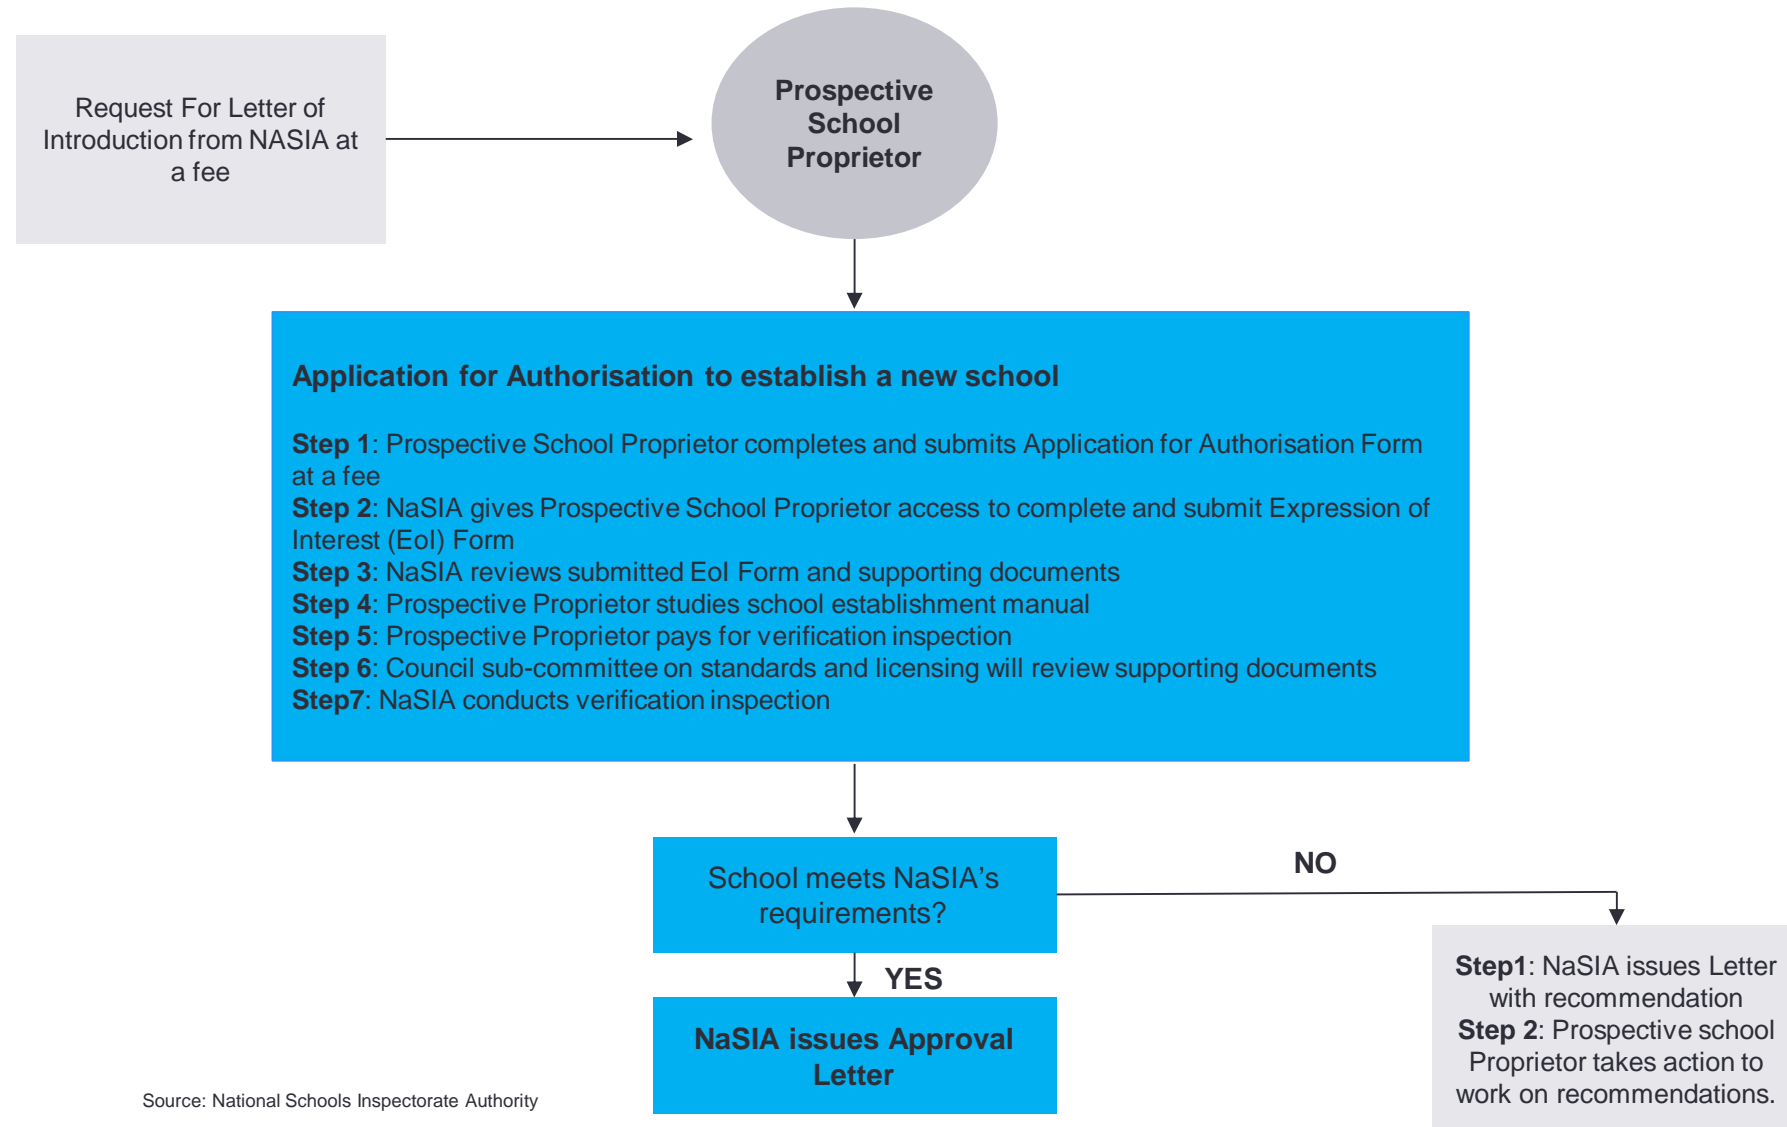 Request For Letter of
Introduction from NASIA at
a fee
Prospective
School
Proprietor
Application for Authorisation to establish a new school
Step 1: Prospective School Proprietor completes and submits Application for Authorisation Form
at a fee
Step 2: NaSIA gives Prospective School Proprietor access to complete and submit Expression of
Interest (EoI) Form
Step 3: NaSIA reviews submitted EoI Form and supporting documents
Step 4: Prospective Proprietor studies school establishment manual
Step 5: Prospective Proprietor pays for verification inspection
Step 6: Council sub-committee on standards and licensing will review supporting documents
Step7: NaSIA conducts verification inspection
School meets NaSIA’s
requirements?
NO
YES
NaSIA issues Approval
Letter
Step1: NaSIA issues Letter
with recommendation
Step 2: Prospective school
Proprietor takes action to
work on recommendations.
Source: National Schools Inspectorate Authority